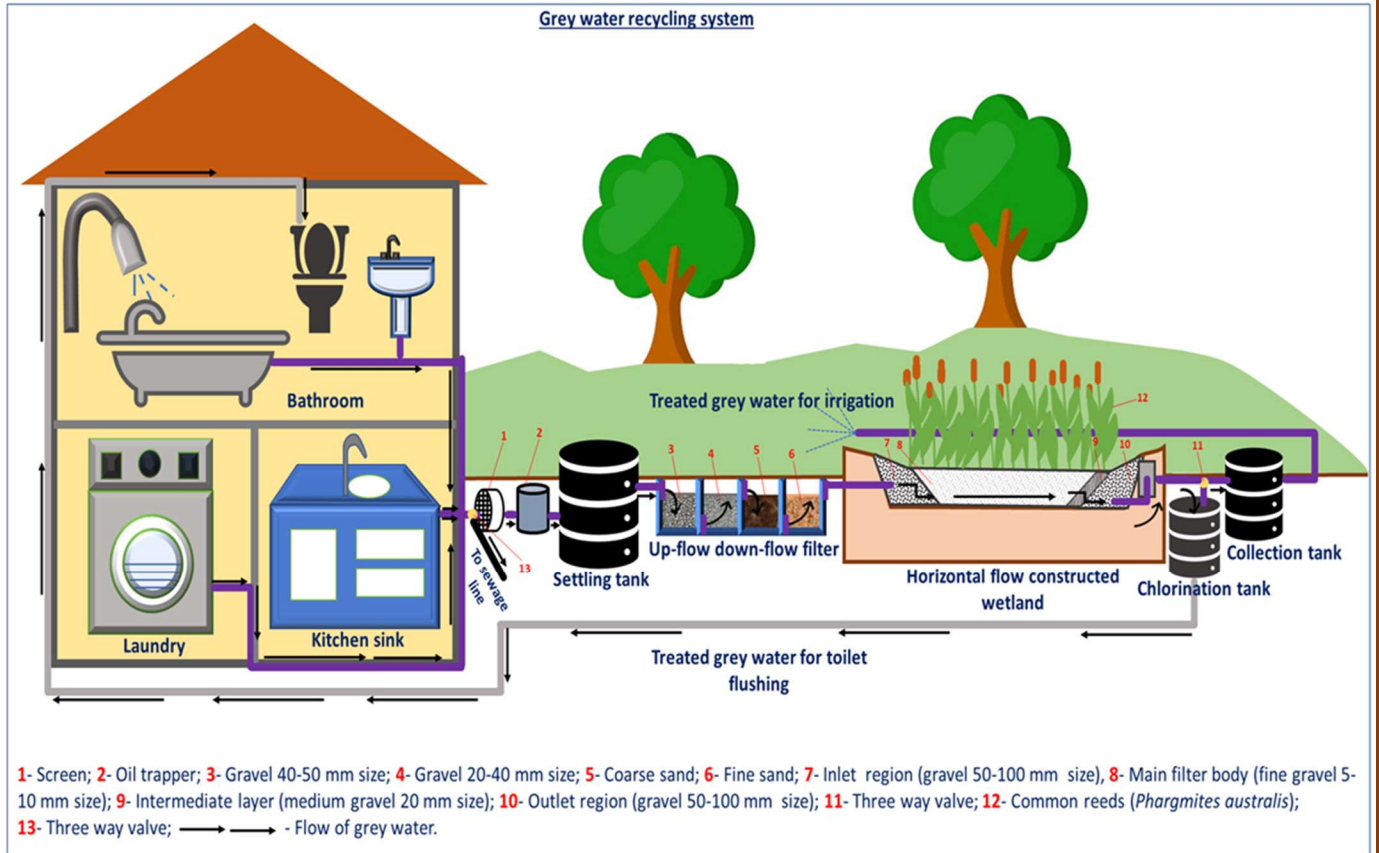 Grey water recycling system
Bathroom
Treated grey water for irrigation
12
1
2
3
4
5
6
7
8
9
10
11
13
To sewage
line
Settling tank
Up-flow down-flow filter
Horizontal flow constructed
wetland
Collection tank
Chlorination tank
Laundry
Kitchen sink
Treated grey water for toilet
flushing
1- Screen; 2- Oil trapper; 3- Gravel 40-50 mm size; 4- Gravel 20-40 mm size; 5- Coarse sand; 6- Fine sand; 7- Inlet region (gravel 50-100 mm size), 8- Main filter body (fine gravel 5-
10 mm size); 9- Intermediate layer (medium gravel 20 mm size); 10- Outlet region (gravel 50-100 mm size); 11- Three way valve; 12- Common reeds (Phargmites australis);
13- Three way valve; - Flow of grey water.